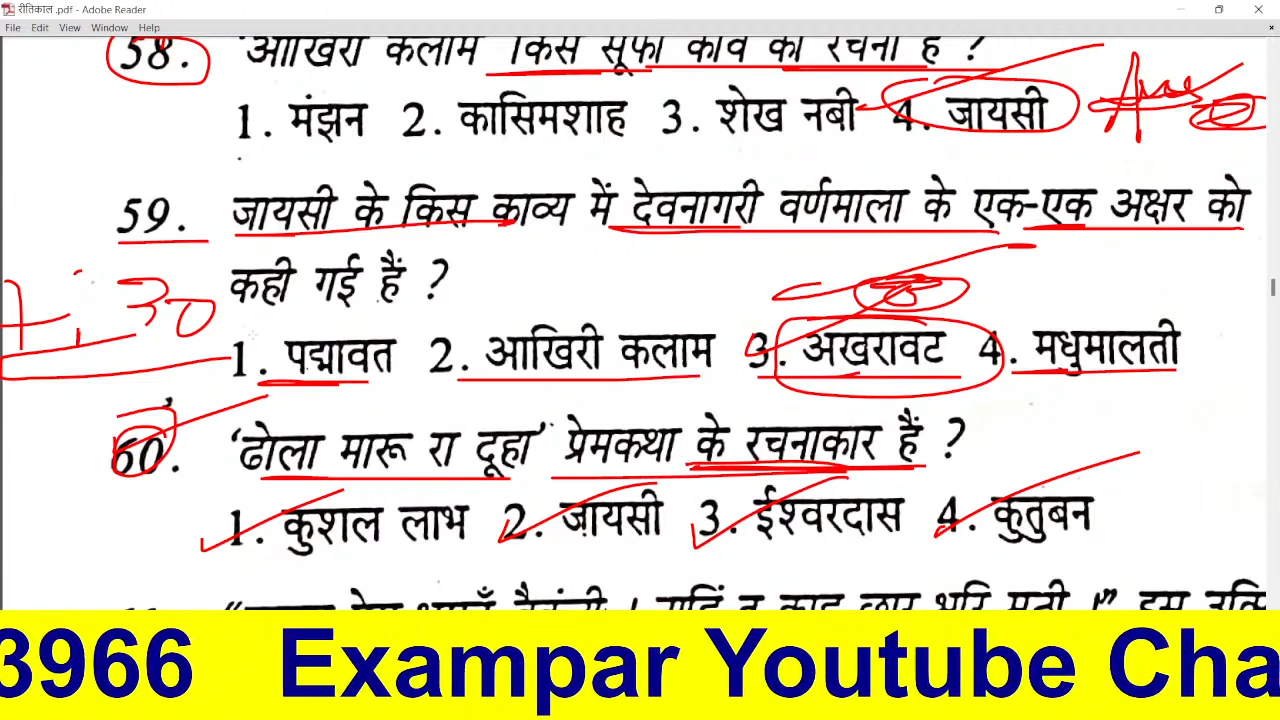 रीतिकाल .pdf - Adobe Reader
File Edit View Window Help
58. 'आखिरी कलाम' किस सूफी कवि की रचना है ?
1. मंझन 2. कासिमशाह 3. शेख नबी 4. जायसी Ans
59. जायसी के किस काव्य में देवनागरी वर्णमाला के एक-एक अक्षर को
कही गई हैं ?
30
1. पद्मावत 2. आखिरी कलाम 3. अखरावट 4. मधुमालती
60. 'ढोला मारू रा दूहा' प्रेमकथा के रचनाकार हैं ?
1. कुशल लाभ 2. जायसी 3. ईश्वरदास 4. कुतुबन
3966 Exampar Youtube Cha